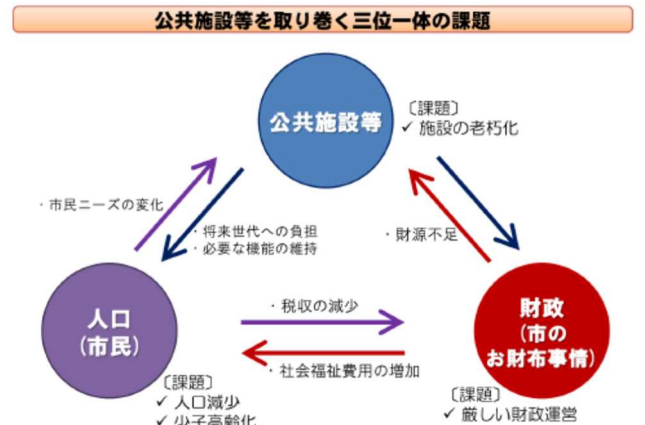 公共施設等を取り巻く三位一体の課題
公共施設等
〔課題〕
✓ 施設の老朽化
・市民ニーズの変化
・将来世代への負担
・必要な機能の維持
・財源不足
人口
(市民)
・税収の減少
財政
(市の
お財布事情)
・社会福祉費用の増加
〔課題〕
✓ 人口減少
✓ 少子高齢化
〔課題〕
✓ 厳しい財政運営